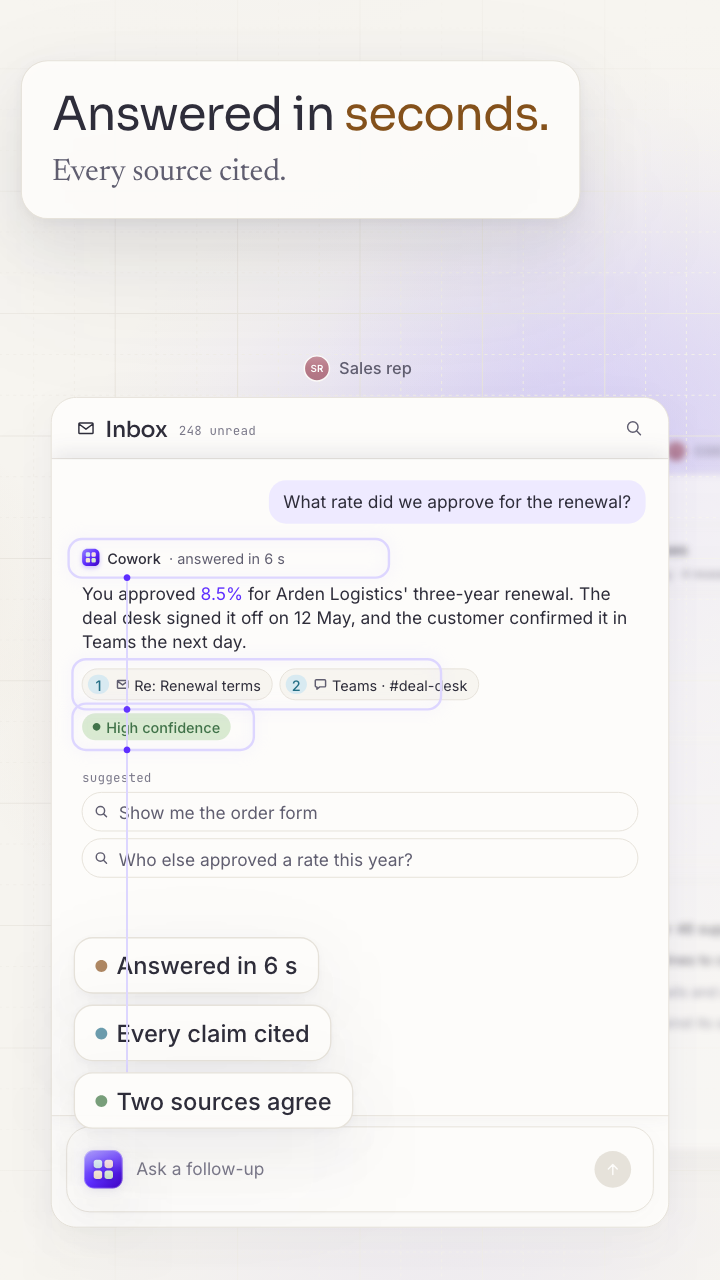 Answered in seconds.
Every source cited.
SR Sales rep
Inbox 248 unread
What rate did we approve for the renewal?
Cowork · answered in 6 s
You approved 8.5% for Arden Logistics' three-year renewal. The
deal desk signed it off on 12 May, and the customer confirmed it in
Teams the next day.
1 Re: Renewal terms 2 Teams · #deal-desk
High confidence
suggested
Show me the order form
Who else approved a rate this year?
Answered in 6 s
Every claim cited
Two sources agree
Ask a follow-up